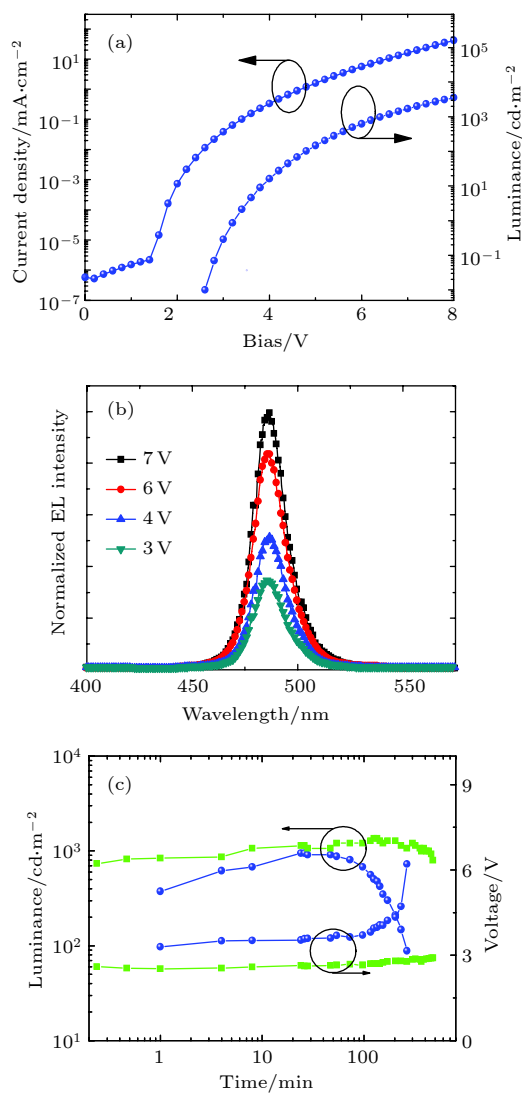 (a)
Current density/mA·cm⁻²
10¹
10⁻¹
10⁻³
10⁻⁵
10⁻⁷
10⁵
10³
10¹
10⁻¹
Luminance/cd·m⁻²
0 2 4 6 8
Bias/V
(b)
Normalized EL intensity
7 V
6 V
4 V
3 V
400 450 500 550
Wavelength/nm
(c)
Luminance/cd·m⁻²
10⁴
10³
10²
10¹
9
6
3
0
Voltage/V
1 10 100
Time/min